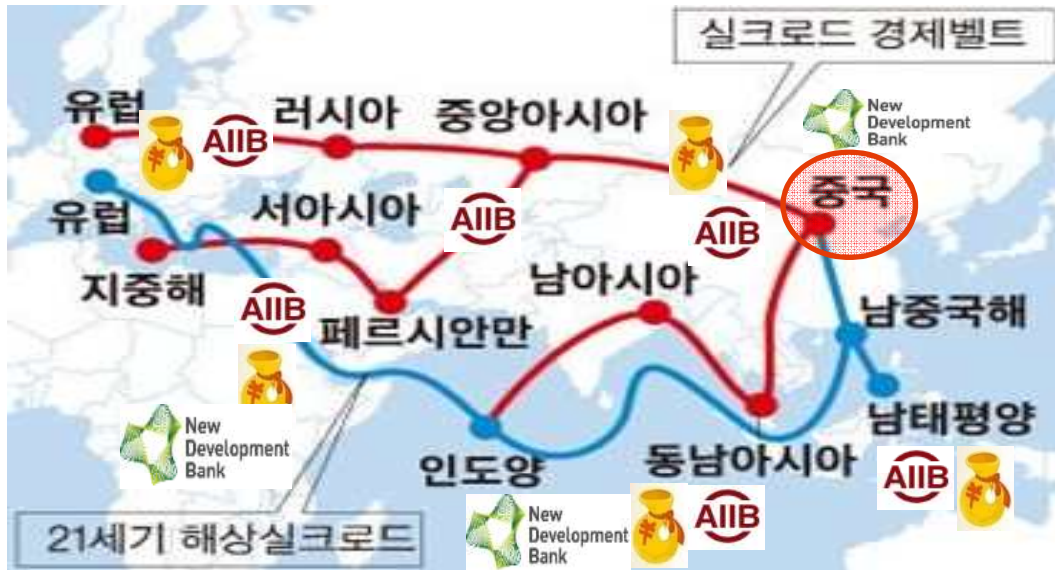 실크로드 경제벨트
유럽
AIIB
러시아
중앙아시아
¥
¥
New
Development
Bank
중국
유럽
서아시아
AIIB
AIIB
지중해
AIIB
페르시안만
남아시아
남중국해
¥
New
Development
Bank
인도양
동남아시아
남태평양
AIIB
¥
New
Development
Bank
¥
AIIB
21세기 해상실크로드